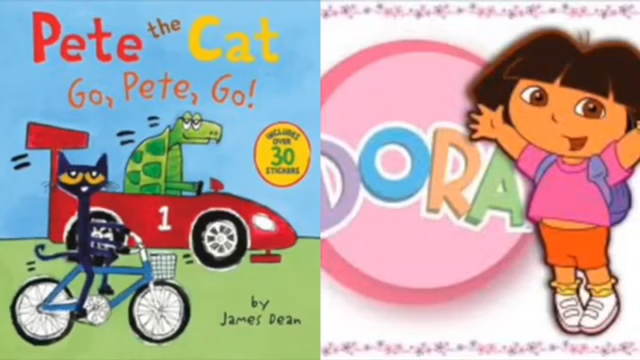 Pete the Cat
Go, Pete, Go!
INCLUDES
OVER
30
STICKERS
1
by
James Dean
DORA